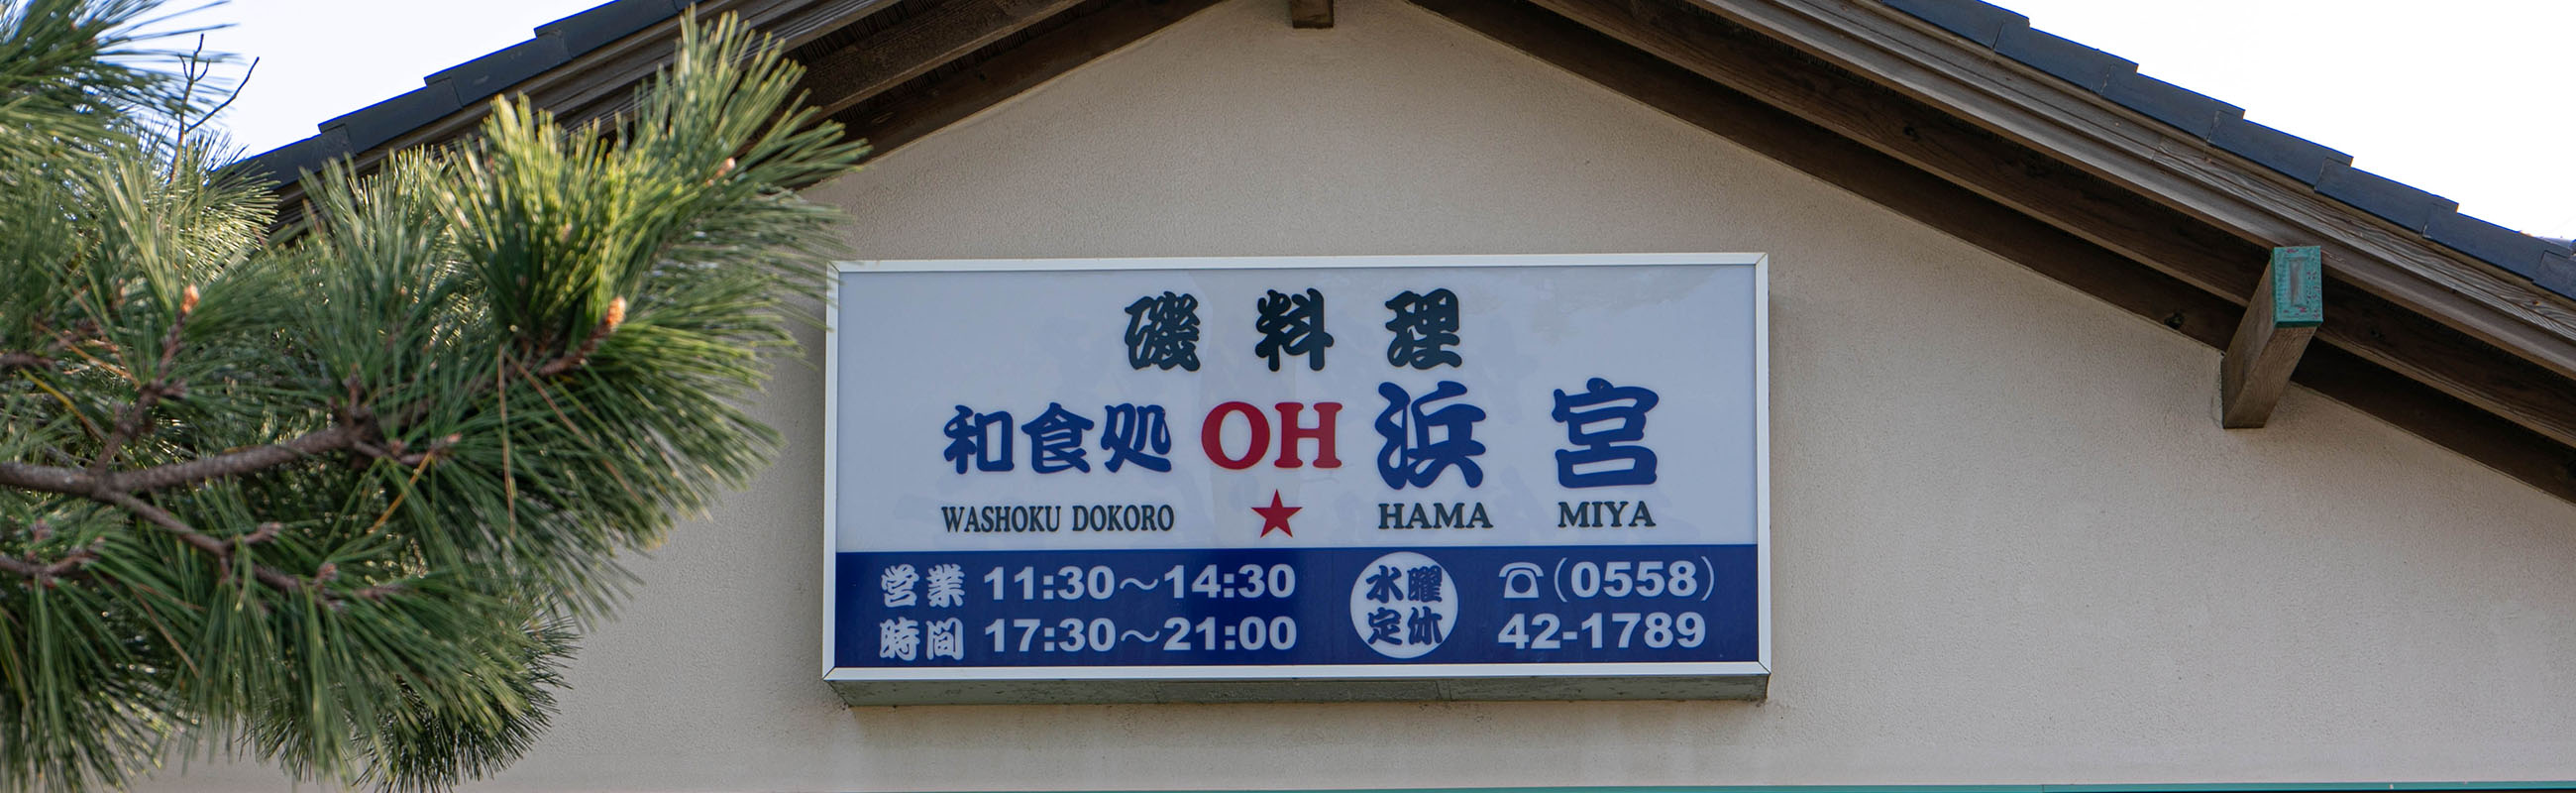 磯料理
和食処 OH 浜宮
WASHOKU DOKORO ★ HAMA MIYA
営業時間 11:30～14:30
17:30～21:00
水曜定休
☎(0558)
42-1789